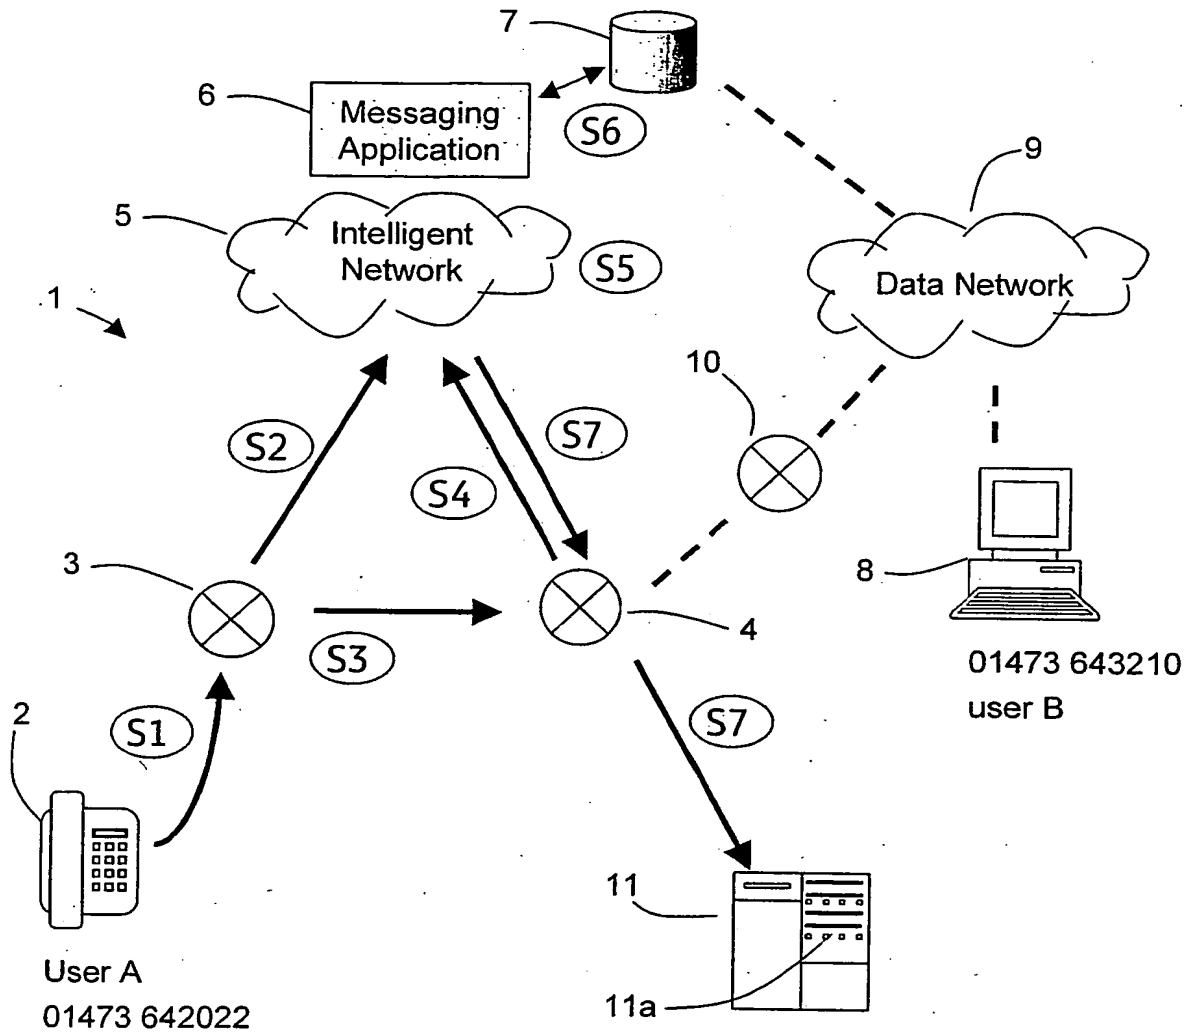 7
6
Messaging
Application
S6
9
5
Intelligent
Network
S5
Data Network
1
10
S2
S7
S4
3
8
4
S3
01473 643210
user B
2
S1
S7
11
11a
User A
01473 642022